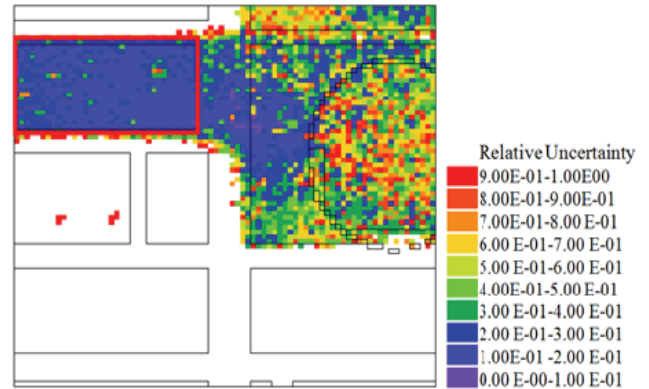 Relative Uncertainty
9.00E-01-1.00E00
8.00E-01-9.00E-01
7.00E-01-8.00 E-01
6.00 E-01-7.00 E-01
5.00 E-01-6.00 E-01
4.00E-01-5.00 E-01
3.00 E-01-4.00 E-01
2.00 E-01-3.00 E-01
1.00E-01 -2.00 E-01
0.00 E-00-1.00 E-01